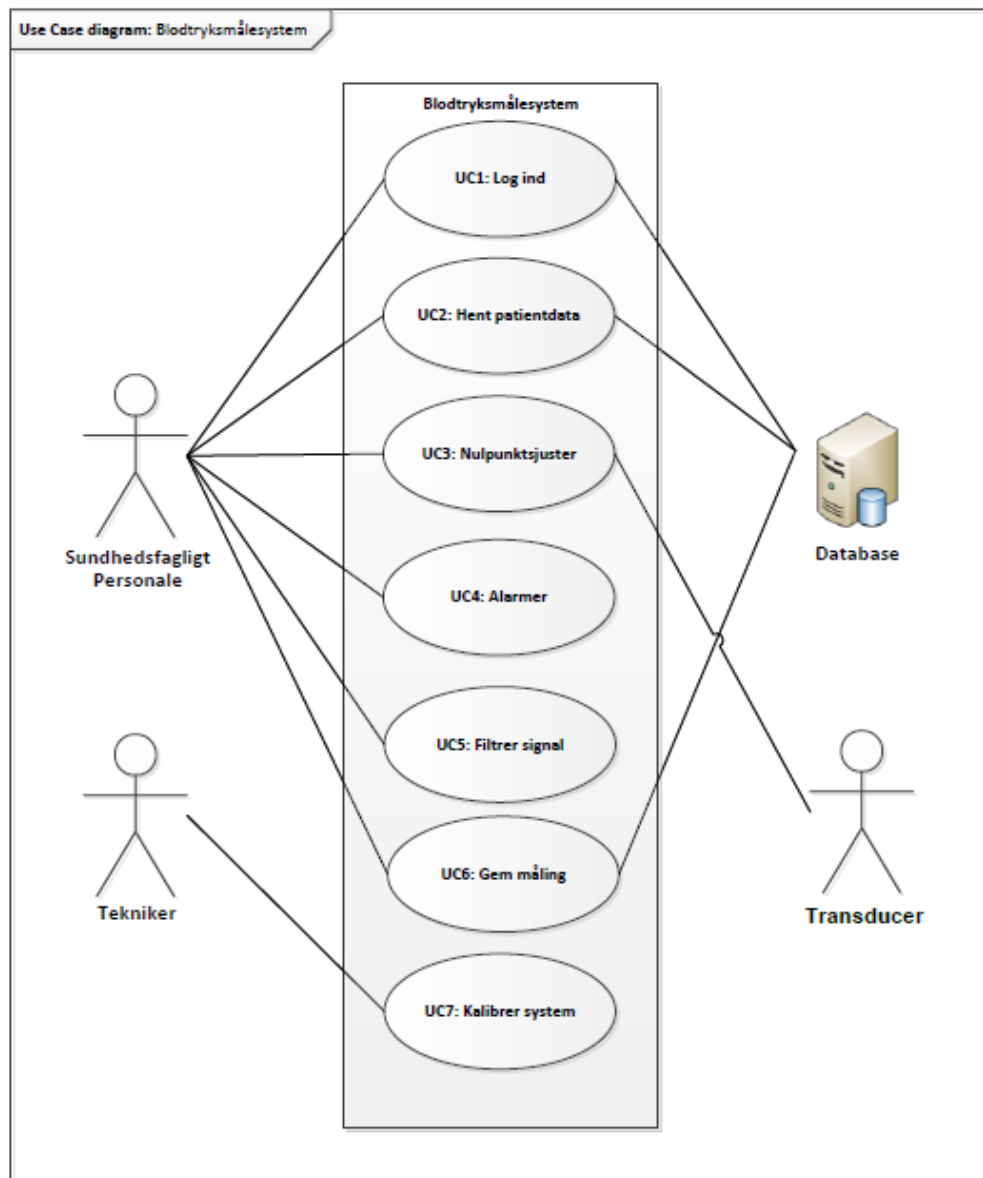 Use Case diagram: Blodtryksmålesystem
Blodtryksmålesystem
UC1: Log ind
UC2: Hent patientdata
UC3: Nulpunktsjuster
Sundhedsfagligt
Personale
Database
UC4: Alarmer
UC5: Filtrer signal
UC6: Gem måling
Tekniker
Transducer
UC7: Kalibrer system